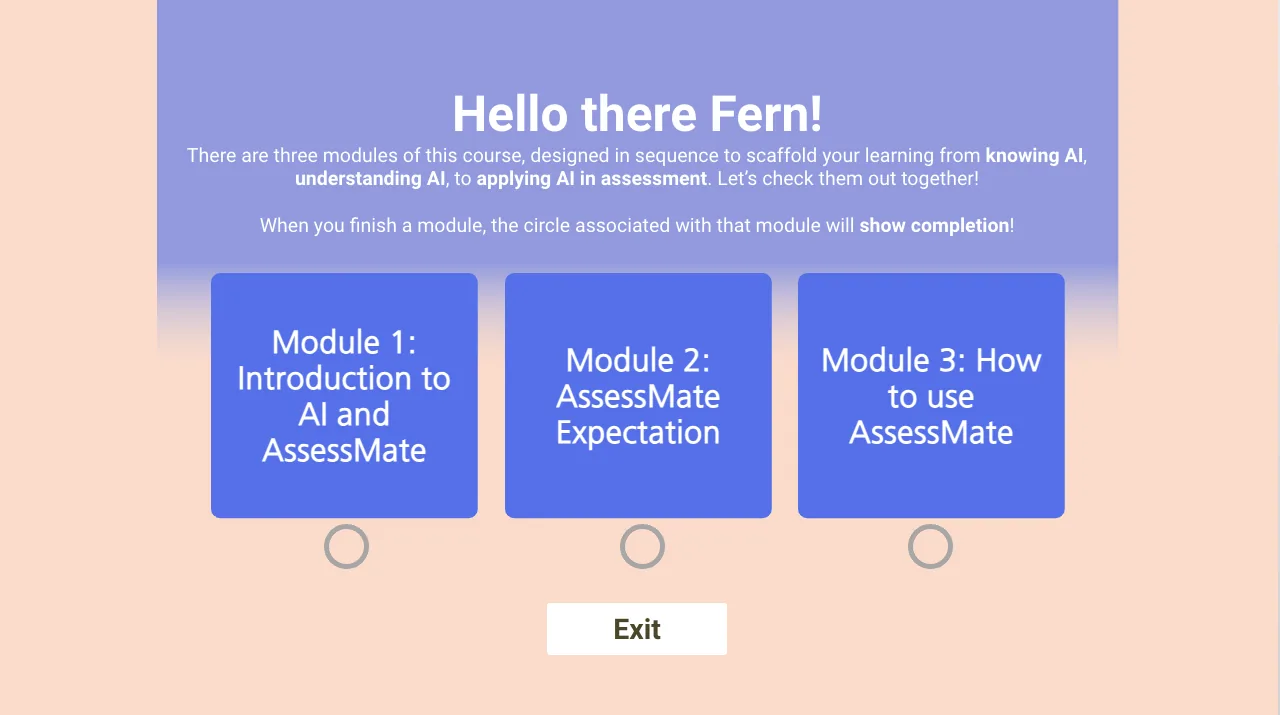 Hello there Fern!
There are three modules of this course, designed in sequence to scaffold your learning from knowing AI,
understanding AI, to applying AI in assessment. Let’s check them out together!
When you finish a module, the circle associated with that module will show completion!
Module 1:
Introduction to
AI and
AssessMate
Module 2:
AssessMate
Expectation
Module 3: How
to use
AssessMate
Exit